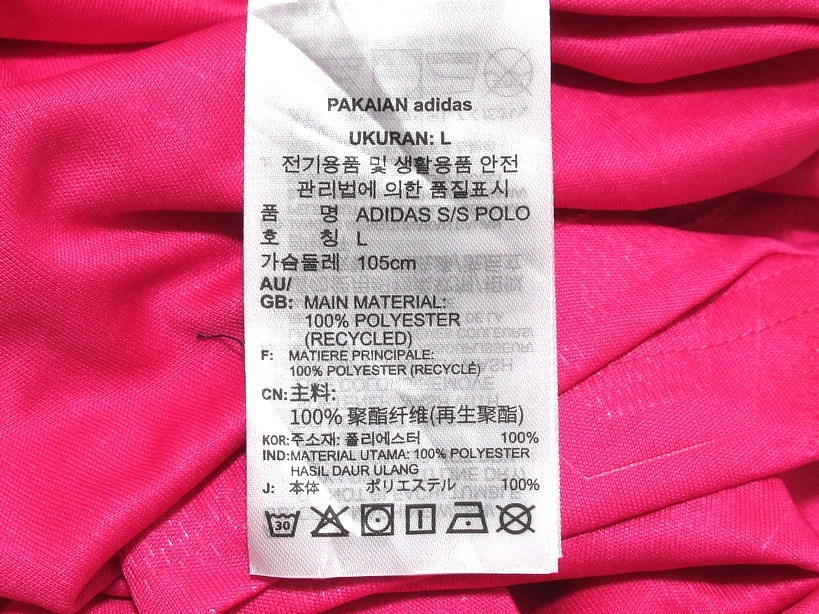 PAKAIAN adidas
UKURAN: L
전기용품 및 생활용품 안전
관리법에 의한 품질표시
품 명 ADIDAS S/S POLO
호 칭 L
가슴둘레 105cm
AU/
GB: MAIN MATERIAL:
100% POLYESTER
(RECYCLED)
F: MATIERE PRINCIPALE:
100% POLYESTER (RECYCLÉ)
CN: 主料:
100% 聚酯纤维(再生聚酯)
KOR: 주소재: 폴리에스터 100%
IND: MATERIAL UTAMA: 100% POLYESTER
HASIL DAUR ULANG
J: 本体 ポリエステル 100%
30